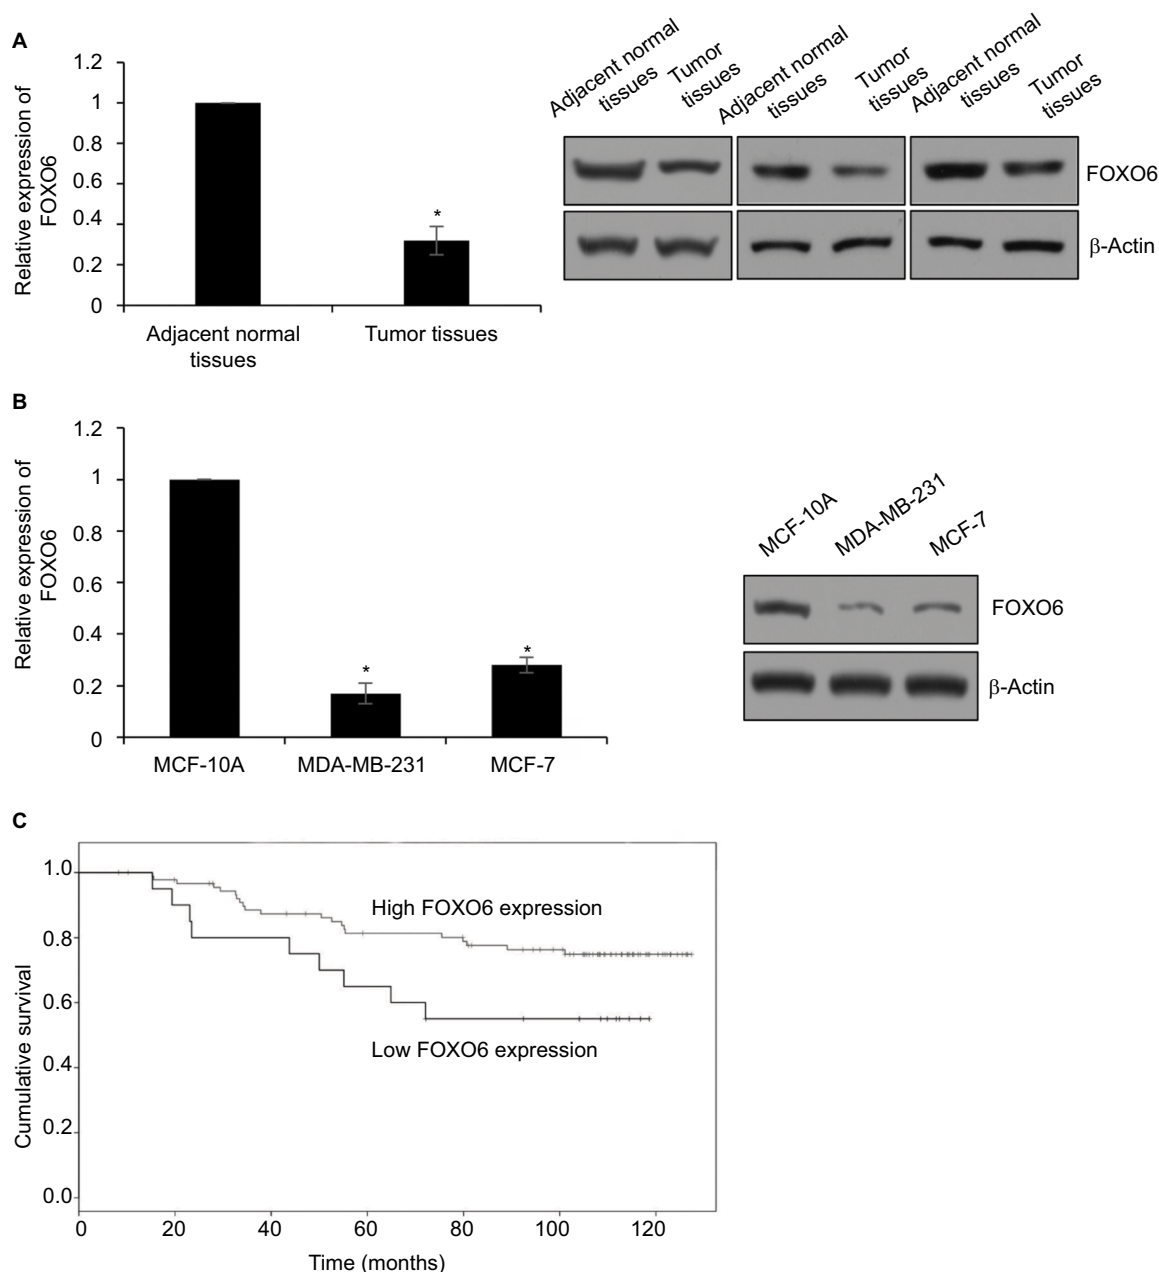 A
Relative expression of
FOXO6
1.2
1
0.8
0.6
0.4
0.2
0
*
Adjacent normal
tissues
Tumor tissues
Adjacent normal
tissues
Tumor
tissues
Adjacent normal
tissues
Tumor
tissues
Adjacent normal
tissues
Tumor
tissues
FOXO6
β-Actin
B
Relative expression of
FOXO6
1.2
1
0.8
0.6
0.4
0.2
0
*
*
MCF-10A
MDA-MB-231
MCF-7
MCF-10A
MDA-MB-231
MCF-7
FOXO6
β-Actin
C
Cumulative survival
1.0
0.8
0.6
0.4
0.2
0.0
High FOXO6 expression
Low FOXO6 expression
0 20 40 60 80 100 120
Time (months)